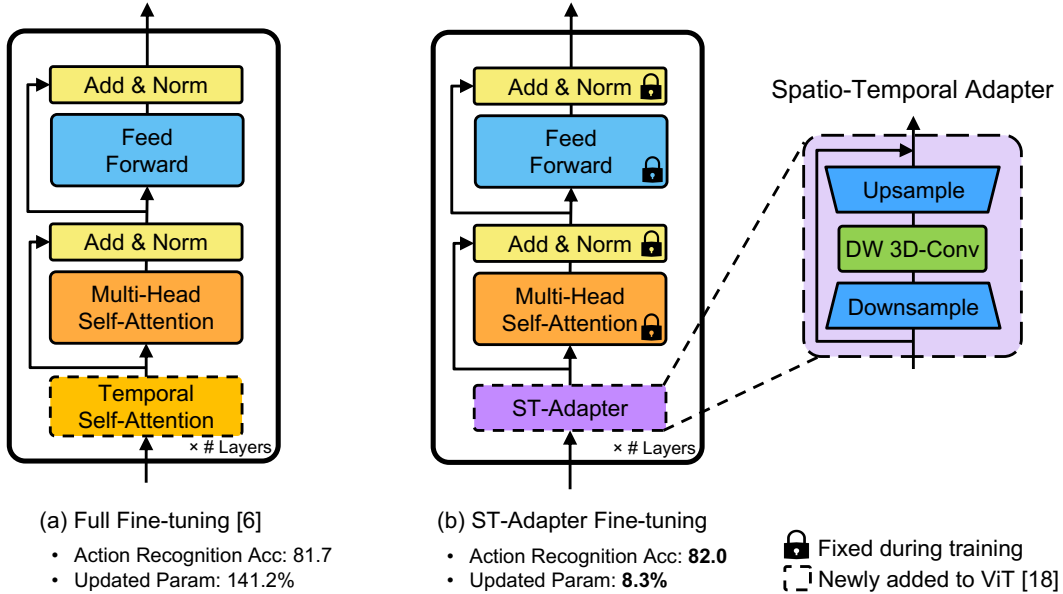 Add & Norm
Feed
Forward
Add & Norm
Multi-Head
Self-Attention
Temporal
Self-Attention
× # Layers
(a) Full Fine-tuning [6]
• Action Recognition Acc: 81.7
• Updated Param: 141.2%
Add & Norm
Feed
Forward
Add & Norm
Multi-Head
Self-Attention
ST-Adapter
× # Layers
(b) ST-Adapter Fine-tuning
• Action Recognition Acc: 82.0
• Updated Param: 8.3%
Spatio-Temporal Adapter
Upsample
DW 3D-Conv
Downsample
Fixed during training
Newly added to ViT [18]